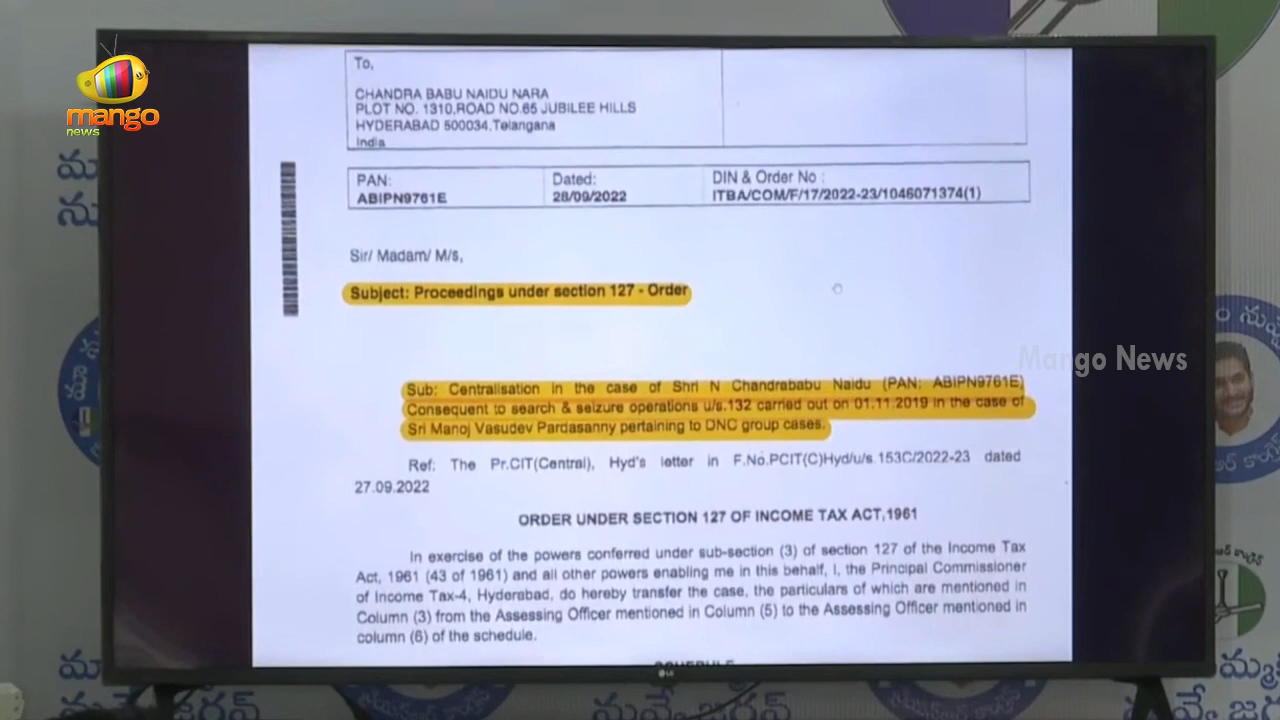 mango
news
To,
CHANDRA BABU NAIDU NARA
PLOT NO. 1310,ROAD NO.65 JUBILEE HILLS
HYDERABAD 500034,Telangana
India
PAN:
ABIPN9761E
Dated:
28/09/2022
DIN & Order No :
ITBA/COM/F/17/2022-23/1046071374(1)
Sir/ Madam/ M/s,
Subject: Proceedings under section 127 - Order
Mango News
Sub: Centralisation in the case of Shri N Chandrababu Naidu (PAN: ABIPN9761E)
Consequent to search & seizure operations u/s.132 carried out on 01.11.2019 in the case of
Sri Manoj Vasudev Pardasanny pertaining to DNC group cases.
Ref: The Pr.CIT(Central), Hyd's letter in F.No.PCIT(C)Hyd/u/s.153C/2022-23 dated
27.09.2022
ORDER UNDER SECTION 127 OF INCOME TAX ACT,1961
In exercise of the powers conferred under sub-section (3) of section 127 of the Income Tax
Act, 1961 (43 of 1961) and all other powers enabling me in this behalf, I, the Principal Commissioner
of Income Tax-4, Hyderabad, do hereby transfer the case, the particulars of which are mentioned in
Column (3) from the Assessing Officer mentioned in Column (5) to the Assessing Officer mentioned in
column (6) of the schedule.
LG
నువ్వే జగన్